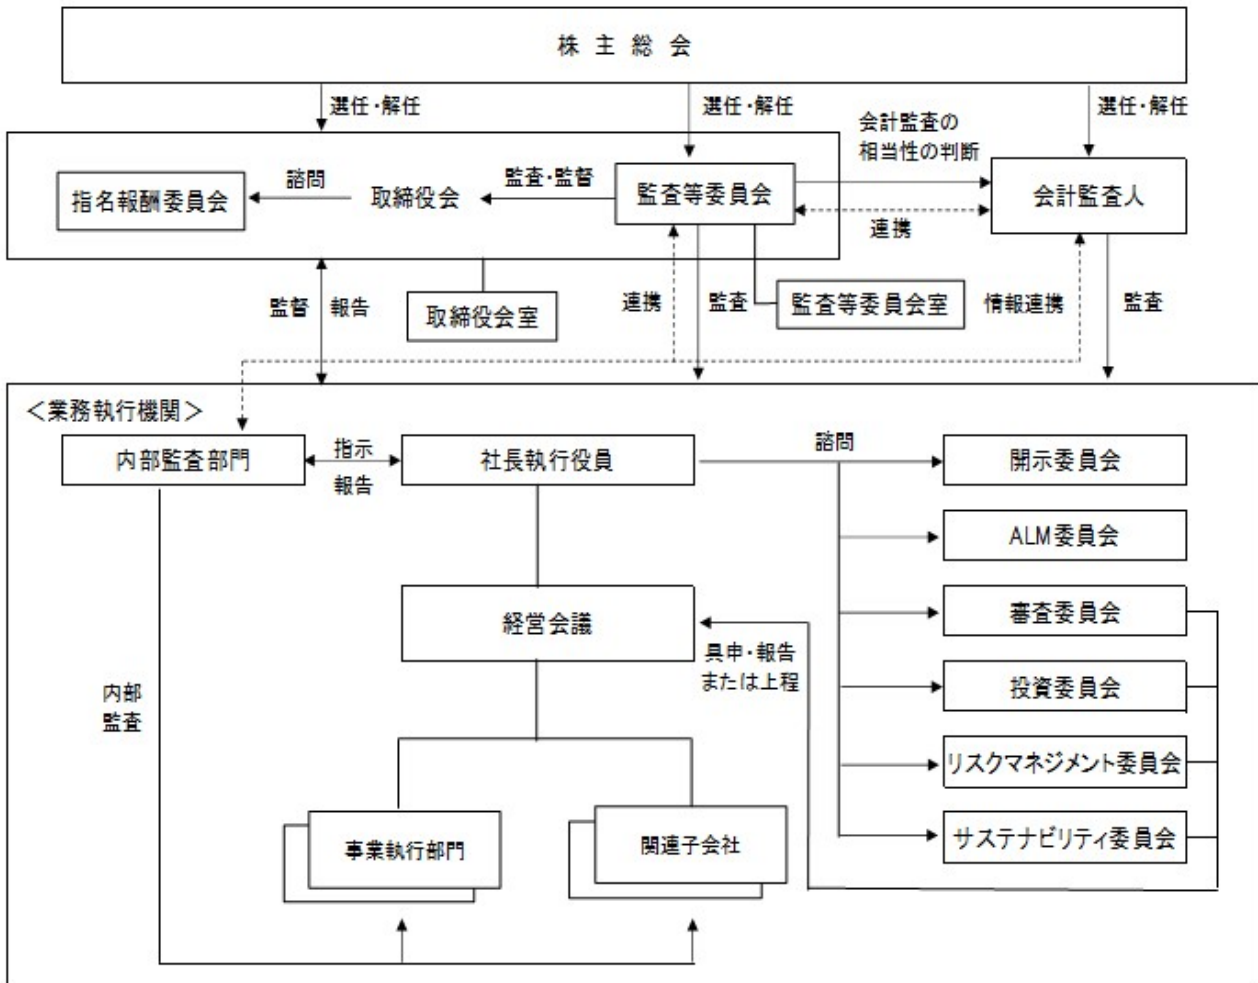 株主総会
選任・解任
選任・解任
選任・解任
会計監査の
相当性の判断
指名報酬委員会
諮問
取締役会
監査・監督
監査等委員会
会計監査人
連携
監督
報告
取締役会室
連携
監査
監査等委員会室
情報連携
監査
＜業務執行機関＞
内部監査部門
指示
報告
社長執行役員
諮問
開示委員会
ALM委員会
経営会議
審査委員会
具申・報告
または上程
投資委員会
内部
監査
リスクマネジメント委員会
サステナビリティ委員会
事業執行部門
関連子会社